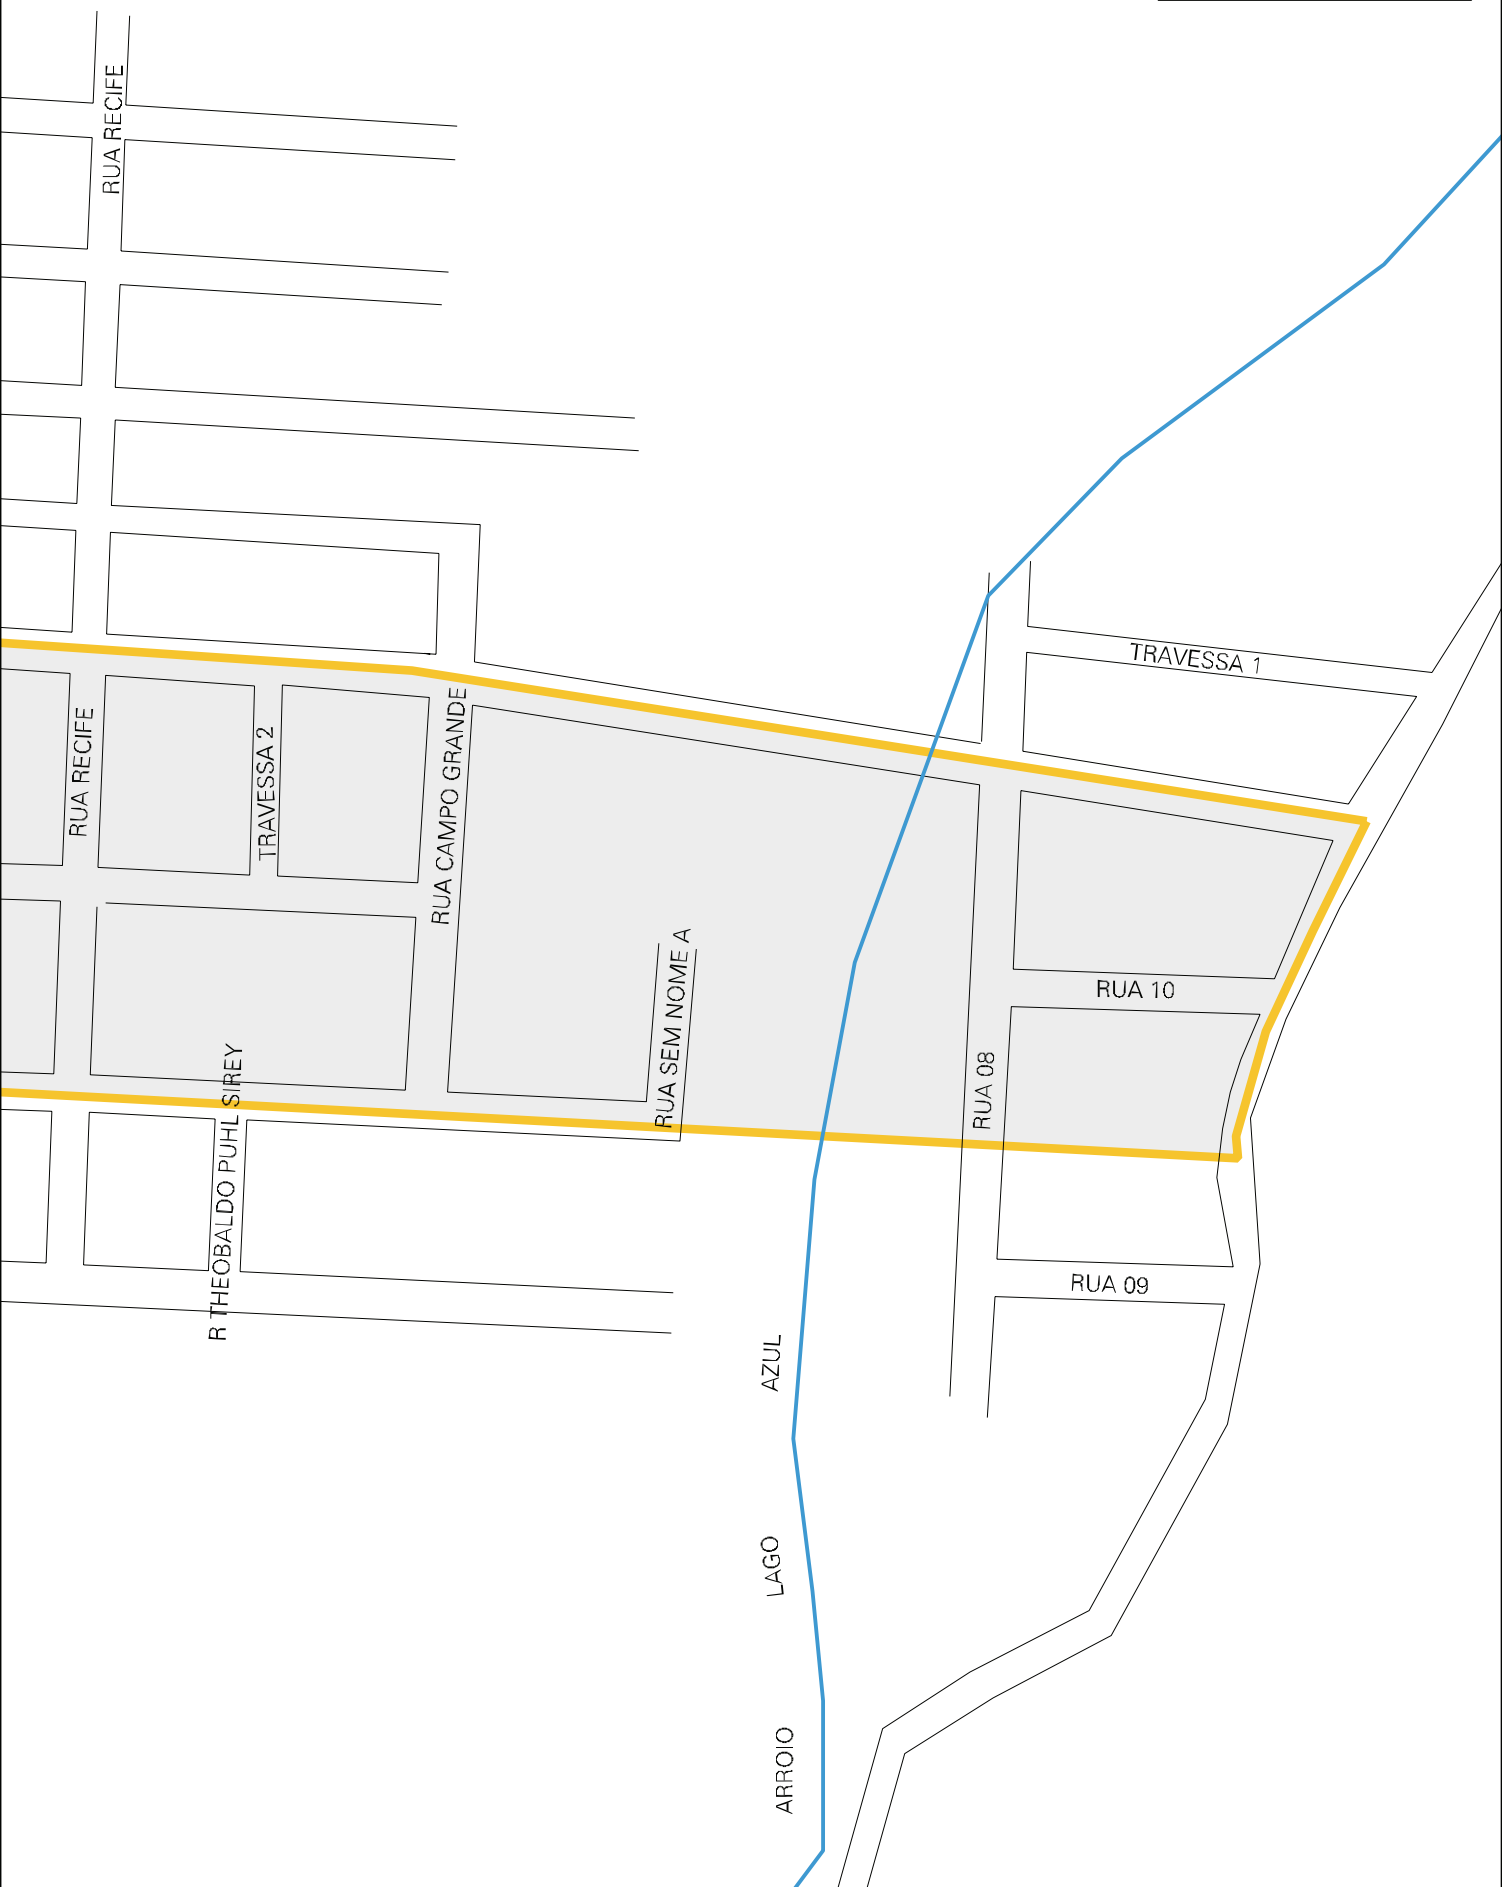 RUA RECIFE
TRAVESSA 1
RUA RECIFE
TRAVESSA 2
RUA CAMPO GRANDE
RUA SEM NOME A
RUA 10
RUA 08
R THEOBALDO PUHL SIREY
RUA 09
ARROIO LAGO AZUL